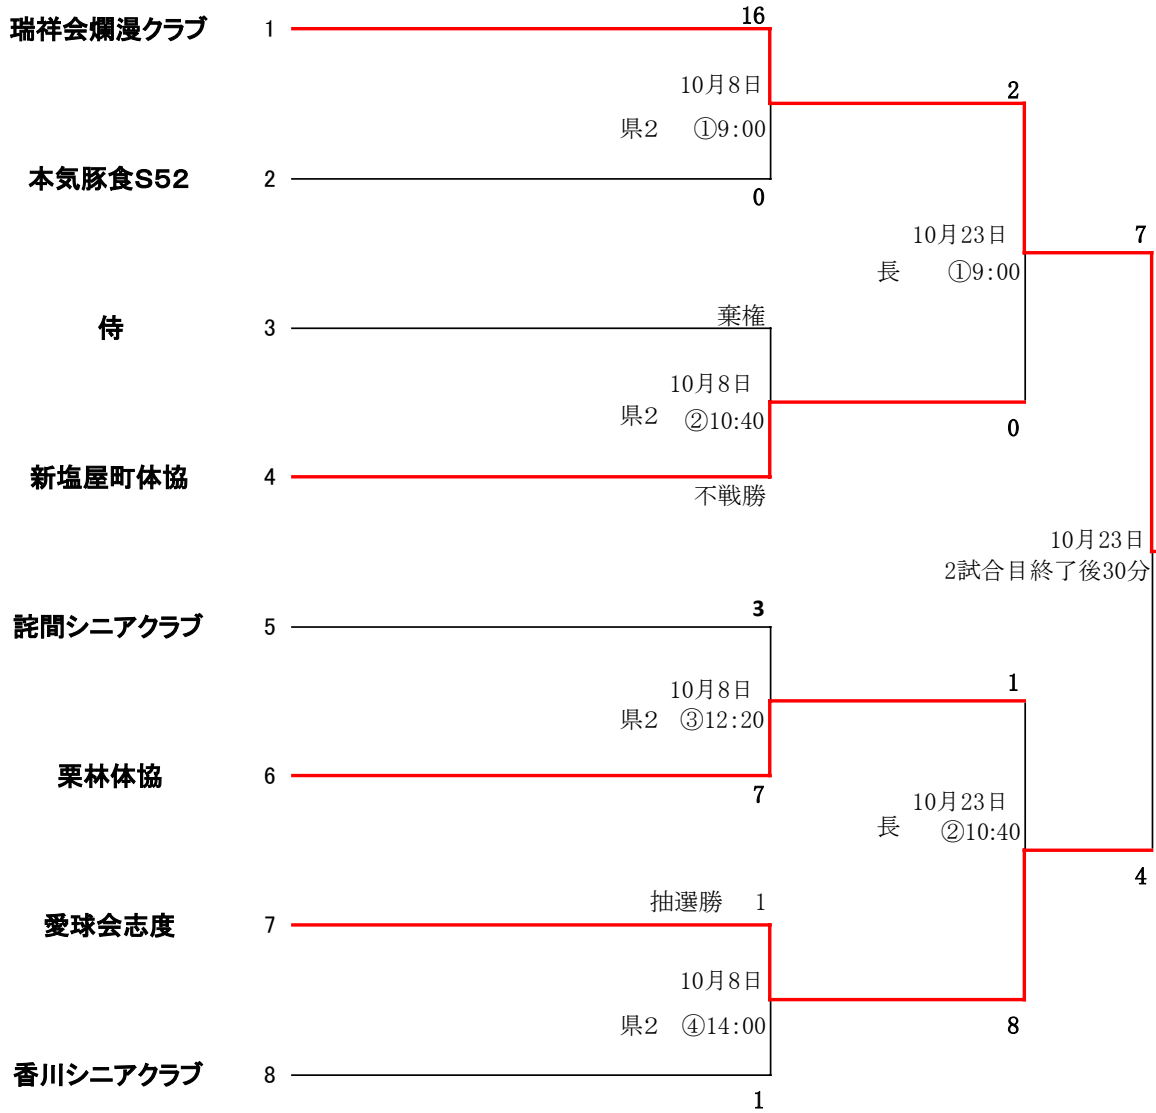 瑞祥会爛漫クラブ 1 16
10月8日 2
県2 ①9:00
本気豚食S52 2 0
10月23日 7
長 ①9:00
侍 3 棄権
10月8日
県2 ②10:40 0
新塩屋町体協 4 不戦勝
10月23日
2試合目終了後30分
詫間シニアクラブ 5 3
10月8日 1
県2 ③12:20
栗林体協 6 7
10月23日
長 ②10:40
4
愛球会志度 7 抽選勝 1
10月8日
県2 ④14:00 8
香川シニアクラブ 8 1